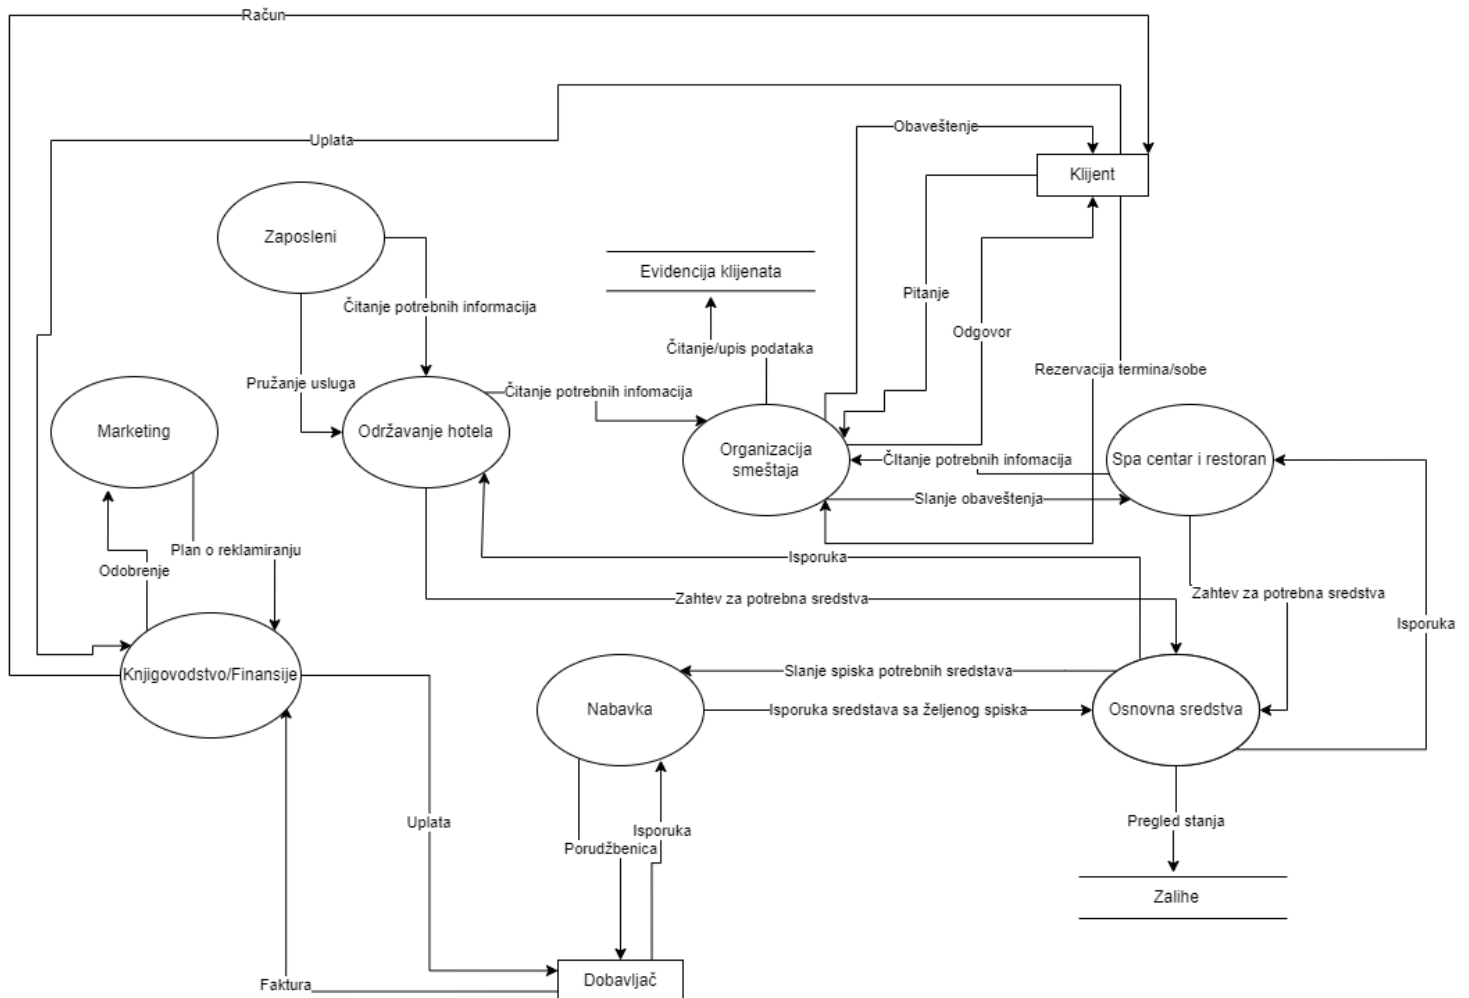 Račun
Obaveštenje
Uplata
Klijent
Zaposleni
Evidencija klijenata
Pitanje
Čitanje potrebnih informacija
Odgovor
Čitanje/upis podataka
Rezervacija termina/sobe
Pružanje usluga
Čitanje potrebnih infomacija
Marketing
Održavanje hotela
Organizacija
smeštaja
ČItanje potrebnih infomacija
Spa centar i restoran
Slanje obaveštenja
Plan o reklamiranju
Isporuka
Odobrenje
Zahtev za potrebna sredstva
Zahtev za potrebna sredstva
Isporuka
Knjigovodstvo/Finansije
Slanje spiska potrebnih sredstava
Nabavka
Isporuka sredstava sa željenog spiska
Osnovna sredstva
Uplata
Isporuka
Pregled stanja
Porudžbenica
Zalihe
Dobavljač
Faktura